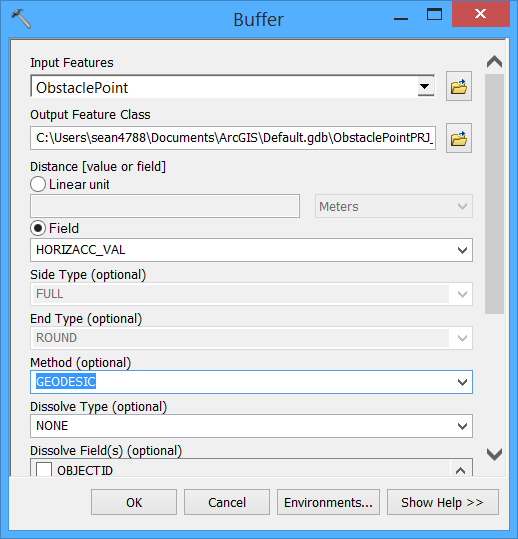 Buffer
Input Features
ObstaclePoint
Output Feature Class
C:\Users\sean4788\Documents\ArcGIS\Default.gdb\ObstaclePointPRJ_
Distance [value or field]
Linear unit
Meters
Field
HORIZACC_VAL
Side Type (optional)
FULL
End Type (optional)
ROUND
Method (optional)
GEODESIC
Dissolve Type (optional)
NONE
Dissolve Field(s) (optional)
OBJECTID
OK Cancel Environments... Show Help >>